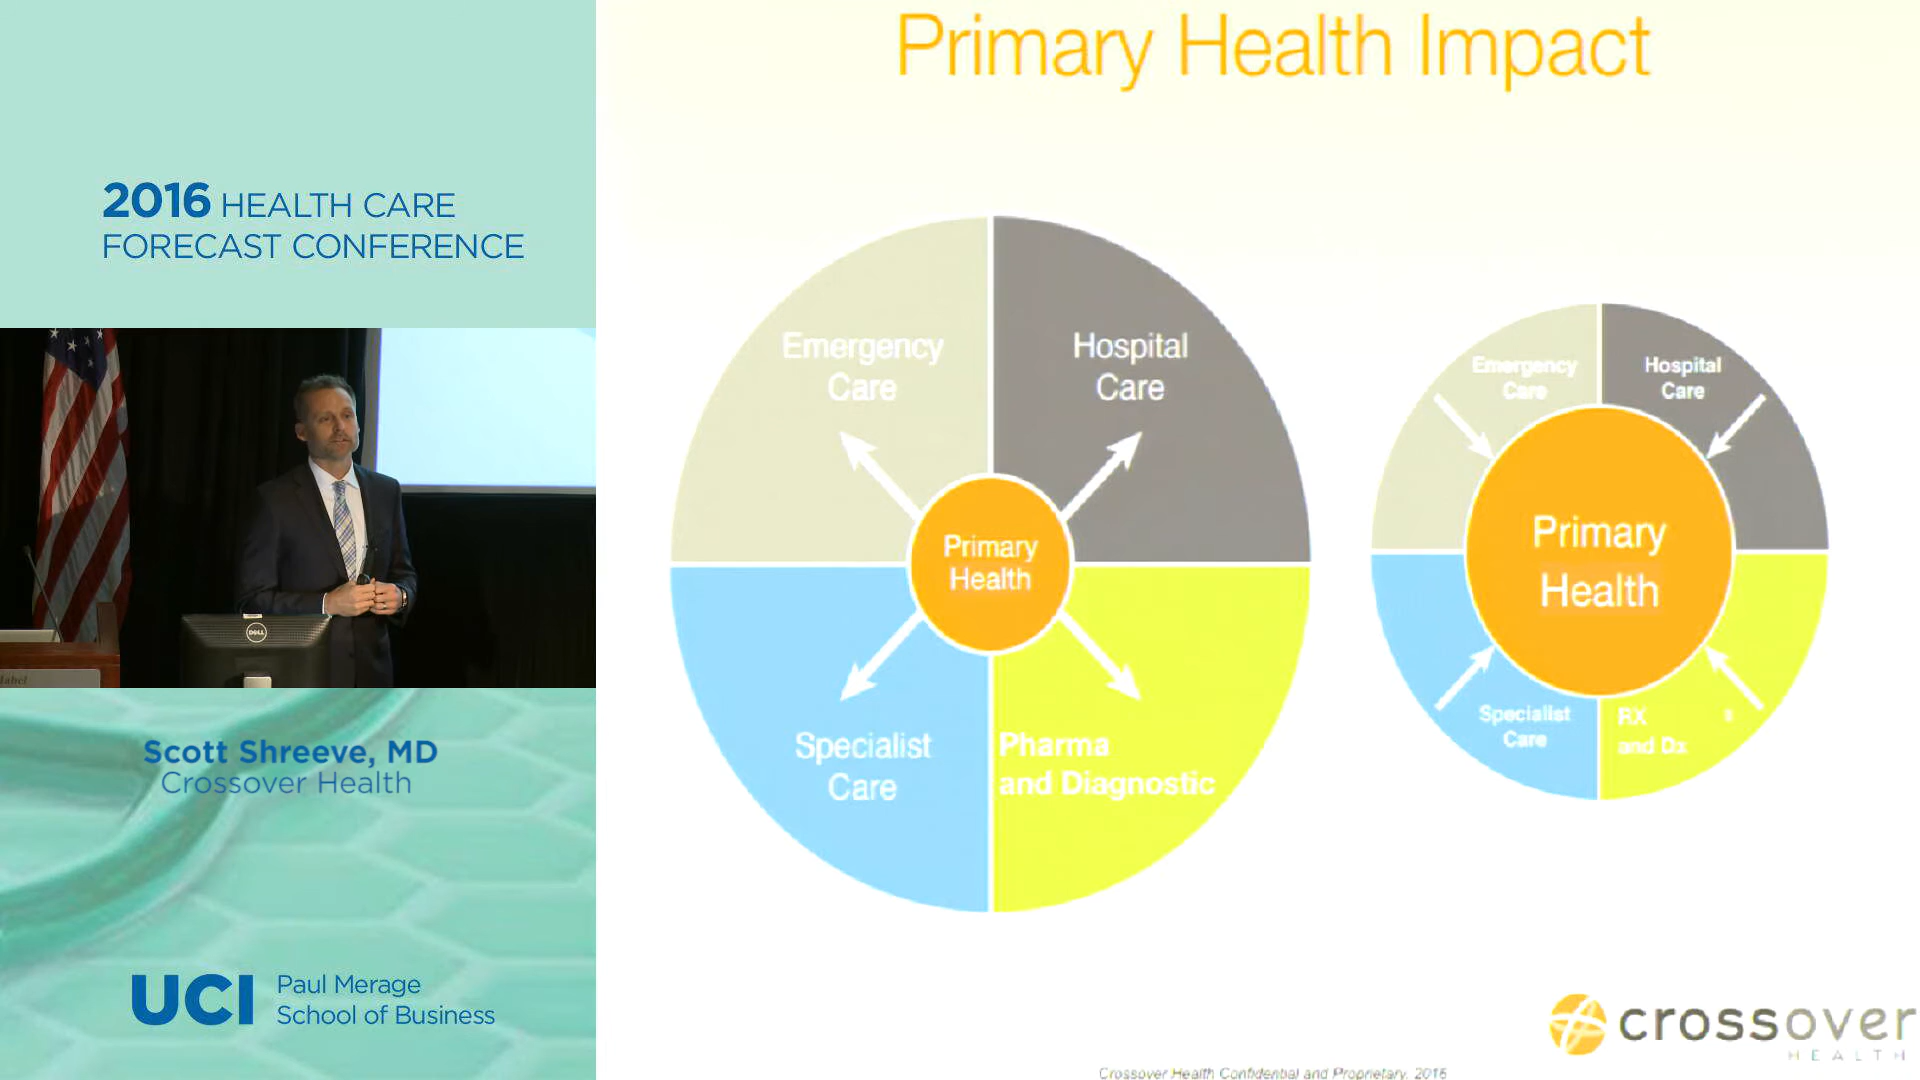 2016 HEALTH CARE
FORECAST CONFERENCE
DELL
Scott Shreeve, MD
Crossover Health
UCI
Paul Merage
School of Business
Primary Health Impact
Emergency
Care
Hospital
Care
Primary
Health
Specialist
Care
Pharma
and Diagnostic
Emergency
Care
Hospital
Care
Primary
Health
Specialist
Care
RX s
and Dx
crossover
HEALTH
Crossover Health Confidential and Proprietary, 2016